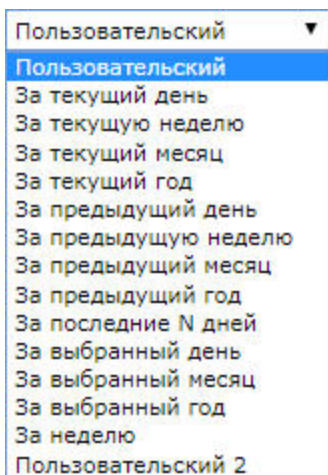 Пользовательский
Пользовательский
За текущий день
За текущую неделю
За текущий месяц
За текущий год
За предыдущий день
За предыдущую неделю
За предыдущий месяц
За предыдущий год
За последние N дней
За выбранный день
За выбранный месяц
За выбранный год
За неделю
Пользовательский 2